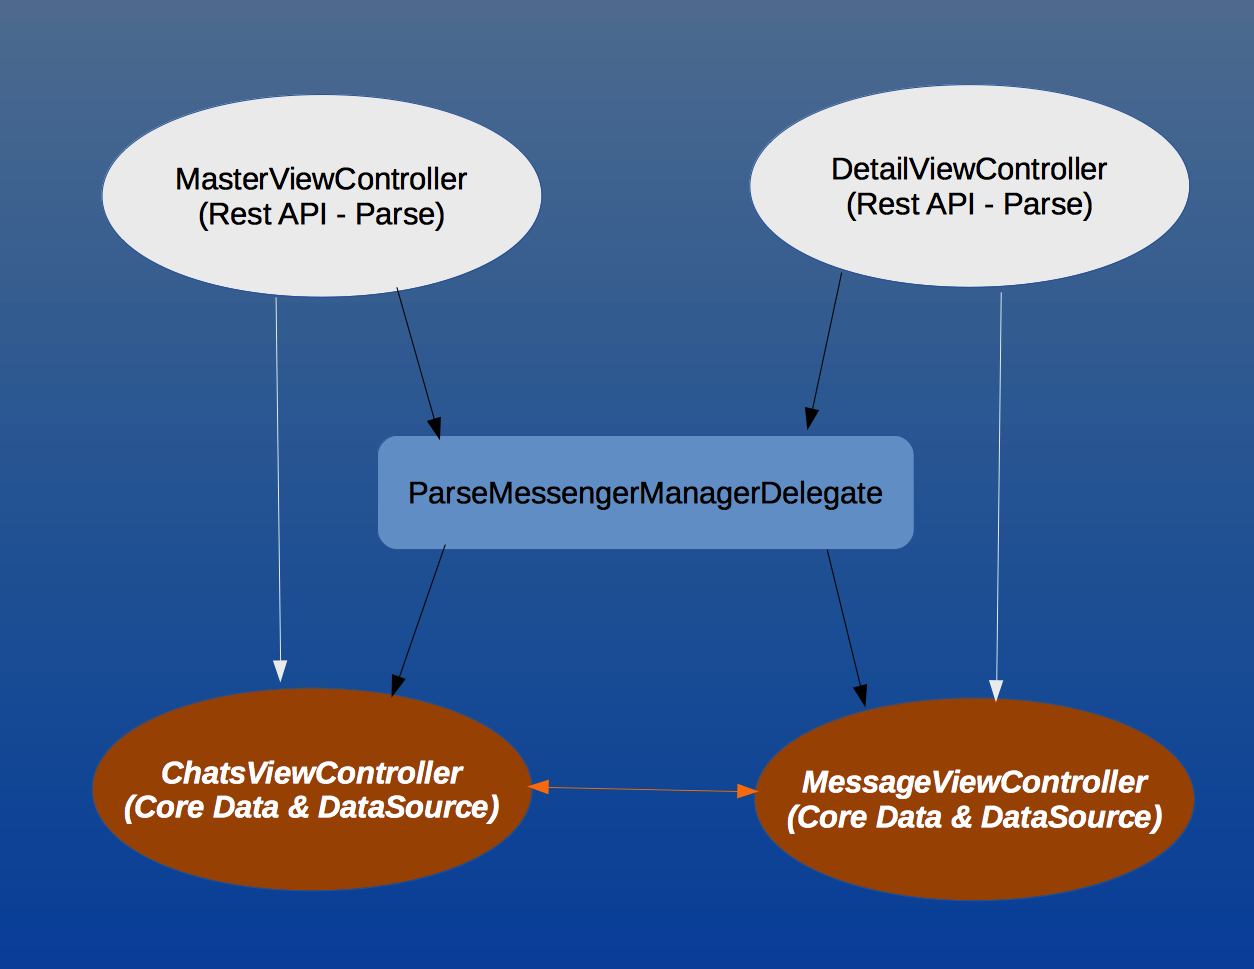 MasterViewController
(Rest API - Parse)
DetailViewController
(Rest API - Parse)
ParseMessengerManagerDelegate
ChatsViewController
(Core Data & DataSource)
MessageViewController
(Core Data & DataSource)